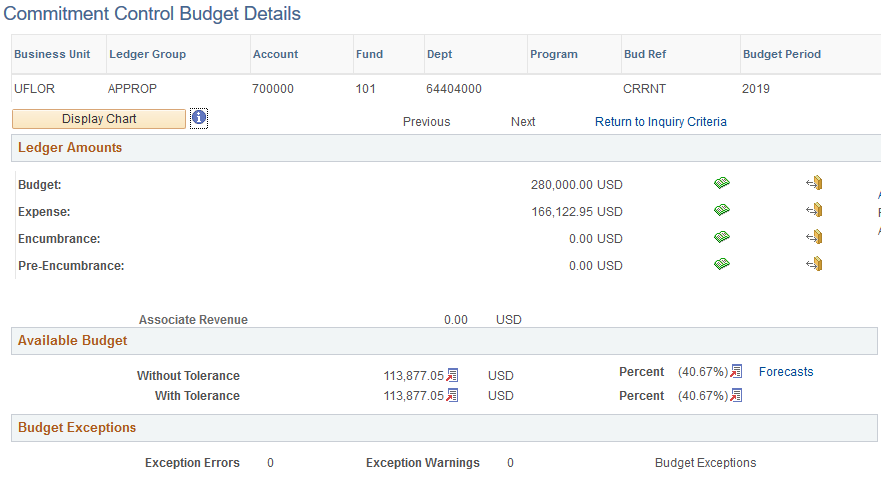 Commitment Control Budget Details
Business Unit Ledger Group Account Fund Dept Program Bud Ref Budget Period
UFLOR APPROP 700000 101 64404000 CRRNT 2019
Display Chart Previous Next Return to Inquiry Criteria
Ledger Amounts
Budget: 280,000.00 USD
Expense: 166,122.95 USD
Encumbrance: 0.00 USD
Pre-Encumbrance: 0.00 USD
Associate Revenue 0.00 USD
Available Budget
Without Tolerance 113,877.05 USD Percent (40.67%) Forecasts
With Tolerance 113,877.05 USD Percent (40.67%)
Budget Exceptions
Exception Errors 0 Exception Warnings 0 Budget Exceptions